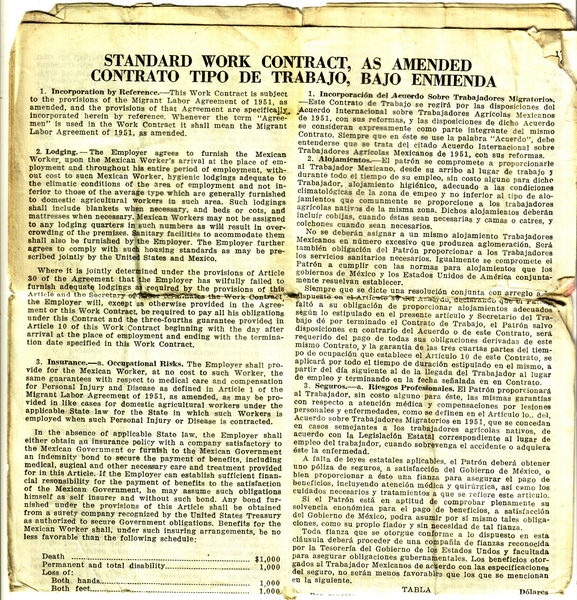 STANDARD WORK CONTRACT, AS AMENDED
CONTRATO TIPO DE TRABAJO, BAJO ENMIENDA
1. Incorporation by Reference.—This Work Contract is subject
to the provisions of the Migrant Labor Agreement of 1951, as
amended, and the provisions of this Agreement are specifically
incorporated herein by reference. Whenever the term "Agree-
men" is used in the Work Contract it shall mean the Migrant
Labor Agreement of 1951, as amended.
2. Lodging.— The Employer agrees to furnish the Mexican
Worker, upon the Mexican Worker's arrival at the place of em-
ployment and throughout his entire period of employment, with-
out cost to such Mexican Worker, hygienic lodgings adequate to
the climatic conditions of the area of employment and not in-
ferior to those of the average type which are generally furnished
to domestic agricultural workers in such area. Such lodgings
shall include blankets when necessary, and beds or cots, and
mattresses when necessary. Mexican Workers may not be assigned
to any lodging quarters in such numbers as will result in over-
crowding of the premises. Sanitary facilities to accommodate them
shall also be furnished by the Employer. The Employer further
agrees to comply with such housing standards as may be pre-
scribed jointly by the United States and Mexico.
Where it is jointly determined under the provisions of Article
30 of the Agreement that the Employer has wilfully failed to
furnish adequate lodgings as required by the provisions of this
Article and the Secretary of Labor terminates the Work Contract,
the Employer will, except as otherwise provided in the Agree-
ment or this Work Contract, be required to pay all his obligations
under this Contract and the three-fourths guarantee provided in
Article 10 of this Work Contract beginning with the day after
arrival at the place of employment and ending with the termina-
tion date specified in this Work Contract.
3. Insurance.—a. Occupational Risks. The Employer shall pro-
vide for the Mexican Worker, at no cost to such Worker, the
same guarantees with respect to medical care and compensation
for Personal Injury and Disease as defined in Article 1 of the
Migrant Labor Agreement of 1951, as amended, as may be pro-
vided in like cases for domestic agricultural workers under the
applicable State law for the State in which such Workers is
employed when such Personal Injury or Disease is contracted.
In the absence of applicable State law, the Employer shall
either obtain an insurance policy with a company satisfactory to
the Mexican Government or furnish to the Mexican Government
an indemnity bond to secure the payment of benefits, including
medical, sugical and other necessary care and treatment provided
for in this Article. If the Employer can establish sufficient finan-
cial resonsibility for the payment of benefits to the satisfaction
of the Mexican Government, he may assume such obligations
himself as self insurer and without such bond. Any bond fur-
nished under the provisions of this Article shall be obtained
from a surety company recognized by the United States Treasury
as authorized to secure Government Obligations. Benefits for the
Mexican Worker shall, under such insuring arrangements, be no
less favorable than the following schedule:
Death $1,000
Permanent and total disability 1,000
Loss of:
Both hands 1,000
Both feet 1,000
1. Incorporación del Acuerdo Sobre Trabajadores Migratorios.
—Este Contrato de Trabajo se regirá por las disposiciones del
Acuerdo Internacional sobre Trabajadores Agrícolas Mexicanos
de 1951, con sus reformas, y las disposiciones de dicho Acuerdo
se consideran expresamente como parte integrante del mismo
Contrato. Siempre que en éste se use la palabra "Acuerdo", debe
entenderse que se trata del citado Acuerdo Internacional sobre
Trabajadores Agrícolas Mexicanos de 1951, con sus reformas.
2. Alojamientos.—El patrón se compromete a proporcionarle
al Trabajador Mexicano, desde su arribo al lugar de trabajo y
durante todo el tiempo de su empleo, sin costo alguno para dicho
Trabajador, alojamiento higiénico, adecuado a las condiciones
climatológicas de la zona de empleo y no inferior al tipo de alo-
jamientos que comunmente se proporciona a los trabajadores
agrícolas nativos de la misma zona. Dichos alojamientos deberán
incluir cobijas, cuando éstas sean necesaria y camas o catres, y
colchones cuando sean necesarios.
No se deberán asignar a un mismo alojamiento Trabajadores
Mexicanos en número excesivo que produzca aglomeración. Será
también obligación del Patrón proporcionar a los Trabajadores
los servicios sanitarios necesarios. Igualmente se compromete el
Patrón a cumplir con las normas para alojamientos que los
gobiernos de México y los Estados Unidos de América conjunta-
mente resuelvan establecer.
Siempre que se dicte una resolución conjunta con arreglo a lo
dispuesto en el Artículo 30 del Acuerdo, declarando que el Patrón
faltó a su obligación de proporcionar alojamientos adecuados
según lo estipulado en el presente artículo y Secretario del Tra-
bajo dé por terminado el Contrato de Trabajo, el Patrón salvo
disposiciones en contrario del Acuerdo o de este Contrato, será
requerido del pago de todas sus obligaciones derivadas de este
mismo Contrato, y la garantía de las tres cuartas partes del tiem-
po de ocupación que establece el Artículo 10 de este Contrato, se
aplicará por todo el tiempo de duración estipulado en el mismo, a
partir del día siguiente al de la llegada del Trabajador al lugar
de empleo y terminando en la fecha señalada en en Contrato.
3. Seguros.—a. Riesgos Profesionales. El Patrón proporcionará
al Trabajador, sin costo alguno para éste, las mismas garantías
con respecto a atención médica y compensaciones por lesiones
personales y enfermedades, como se definen en el Artículo 1o., del,
Acuerdo sobre Trabajadores Migratorios en 1951, que se concedan
en casos semejantes a los trabajadores agrícolas nativos, de
acuerdo con la Legislación Estatal correspondiente al lugar de
empleo del trabajador, cuando sobrevenga el accidente o adquiera
éste la enfermedad.
A falta de leyes estatales aplicables, el Patrón deberá obtener
uno póliza de seguros, a satisfacción del Gobierno de México, o
bien proporcionar a éste una fianza para asegurar el pago de
beneficios, incluyendo atención médica y quirúrgica, así como los
cuidados necesarios y tratamientos a que se refiere este artículo.
Si el Patrón está en aptitud de comprobar plenamente su
solvencia económica para el pago de beneficios, a satisfacción
del Gobierno de México, podrá asumir por sí mismo tales obliga-
ciones, como su propio fiador y sin necesidad de tal fianza.
Toda fianza que se otorgue conforme a lo dispuesto en esta
cláusula deberá proceder de una compañía fianzas reconocida
por la Tesorería del Gobierno de los Estados Unidos y facultada
para asegurar obligaciones gubernamentales. Los beneficios otor-
gados al Trabajador Mexicanos de acuerdo con las especificaciones
del seguro, no serán menos favorables que los que se mencionan
en la siguiente.
TABLA Dólares